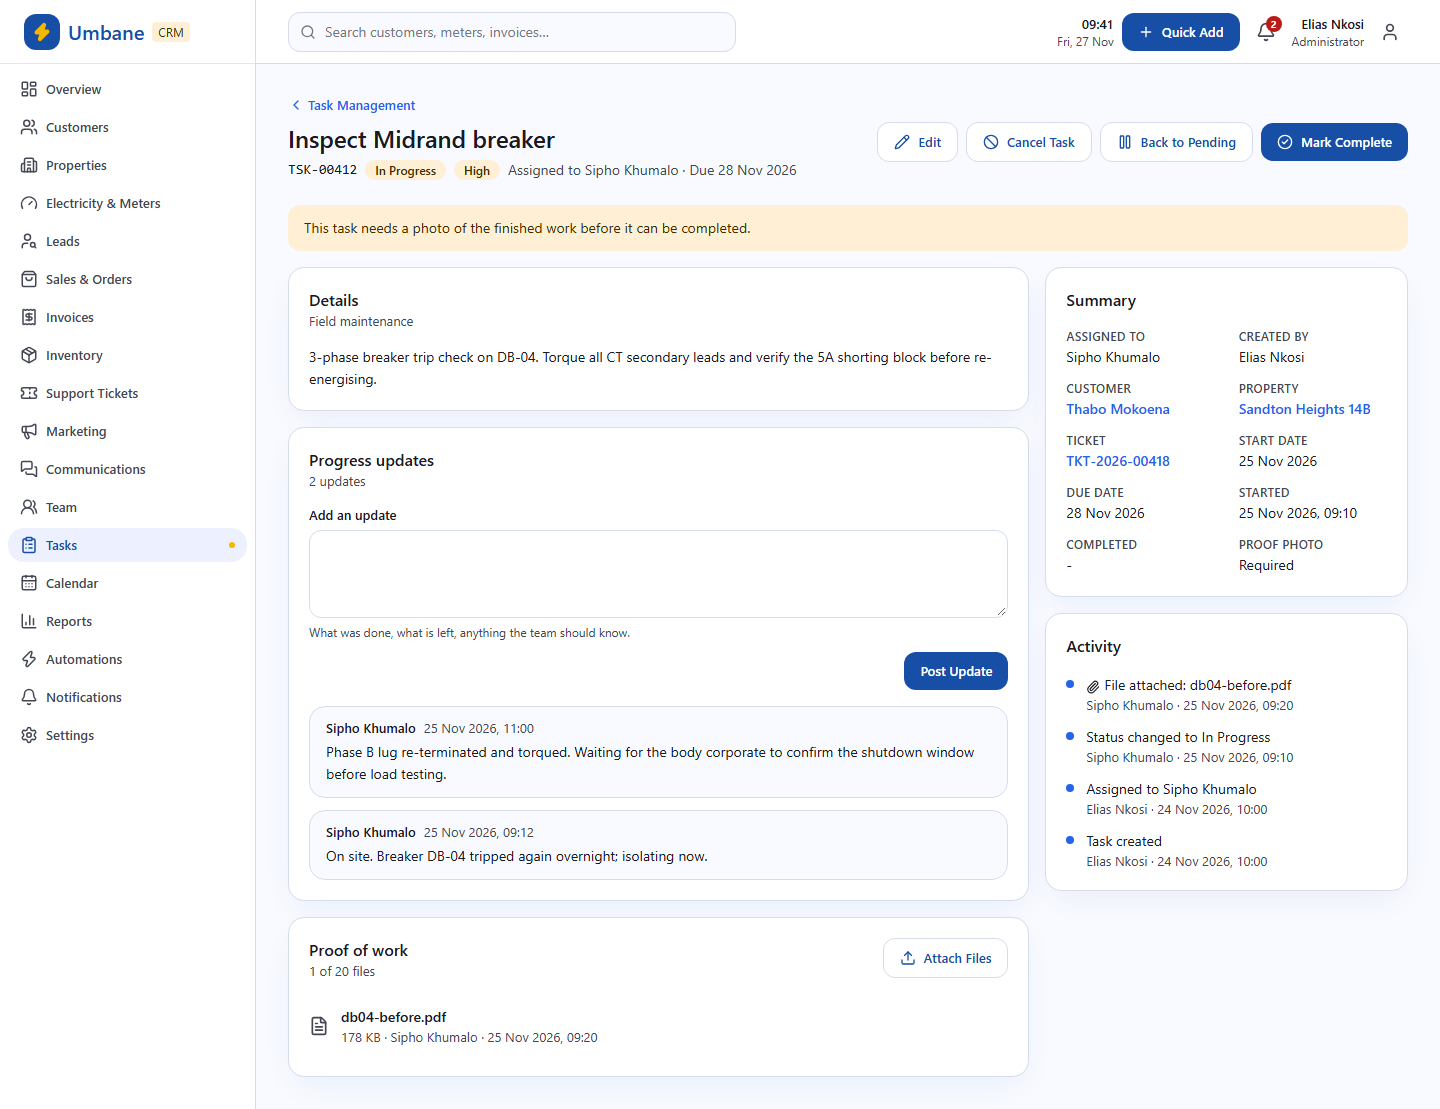 Umbane CRM
Search customers, meters, invoices...
09:41
Fri, 27 Nov
Quick Add
2
Elias Nkosi
Administrator
Overview
Customers
Properties
Electricity & Meters
Leads
Sales & Orders
Invoices
Inventory
Support Tickets
Marketing
Communications
Team
Tasks
Calendar
Reports
Automations
Notifications
Settings
Task Management
Inspect Midrand breaker
TSK-00412 In Progress High Assigned to Sipho Khumalo · Due 28 Nov 2026
Edit
Cancel Task
Back to Pending
Mark Complete
This task needs a photo of the finished work before it can be completed.
Details
Field maintenance
3-phase breaker trip check on DB-04. Torque all CT secondary leads and verify the 5A shorting block before re-
energising.
Progress updates
2 updates
Add an update
What was done, what is left, anything the team should know.
Post Update
Sipho Khumalo 25 Nov 2026, 11:00
Phase B lug re-terminated and torqued. Waiting for the body corporate to confirm the shutdown window
before load testing.
Sipho Khumalo 25 Nov 2026, 09:12
On site. Breaker DB-04 tripped again overnight; isolating now.
Proof of work
1 of 20 files
Attach Files
db04-before.pdf
178 KB · Sipho Khumalo · 25 Nov 2026, 09:20
Summary
ASSIGNED TO
Sipho Khumalo
CREATED BY
Elias Nkosi
CUSTOMER
Thabo Mokoena
PROPERTY
Sandton Heights 14B
TICKET
TKT-2026-00418
START DATE
25 Nov 2026
DUE DATE
28 Nov 2026
STARTED
25 Nov 2026, 09:10
COMPLETED
-
PROOF PHOTO
Required
Activity
File attached: db04-before.pdf
Sipho Khumalo · 25 Nov 2026, 09:20
Status changed to In Progress
Sipho Khumalo · 25 Nov 2026, 09:10
Assigned to Sipho Khumalo
Elias Nkosi · 24 Nov 2026, 10:00
Task created
Elias Nkosi · 24 Nov 2026, 10:00